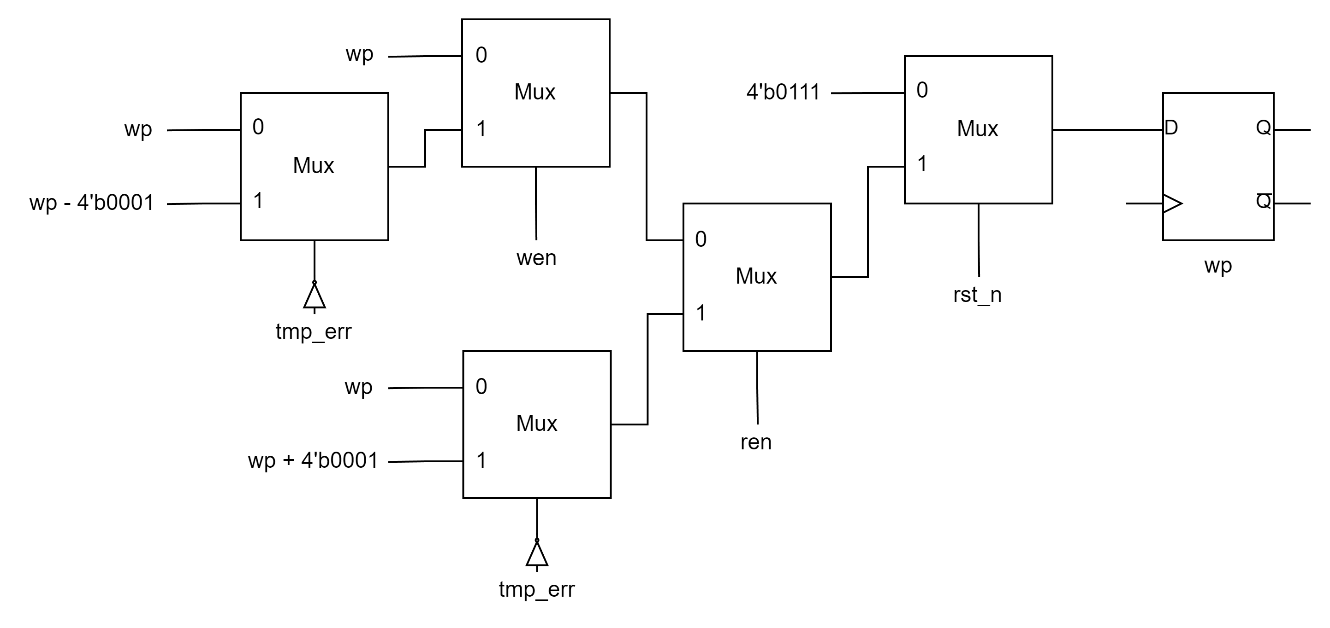 wp
0
Mux
1
wen
wp
0
Mux
wp - 4'b0001
1
tmp_err
4'b0111
0
Mux
1
rst_n
D
Q
Q̅
wp
0
Mux
1
ren
wp
0
Mux
wp + 4'b0001
1
tmp_err